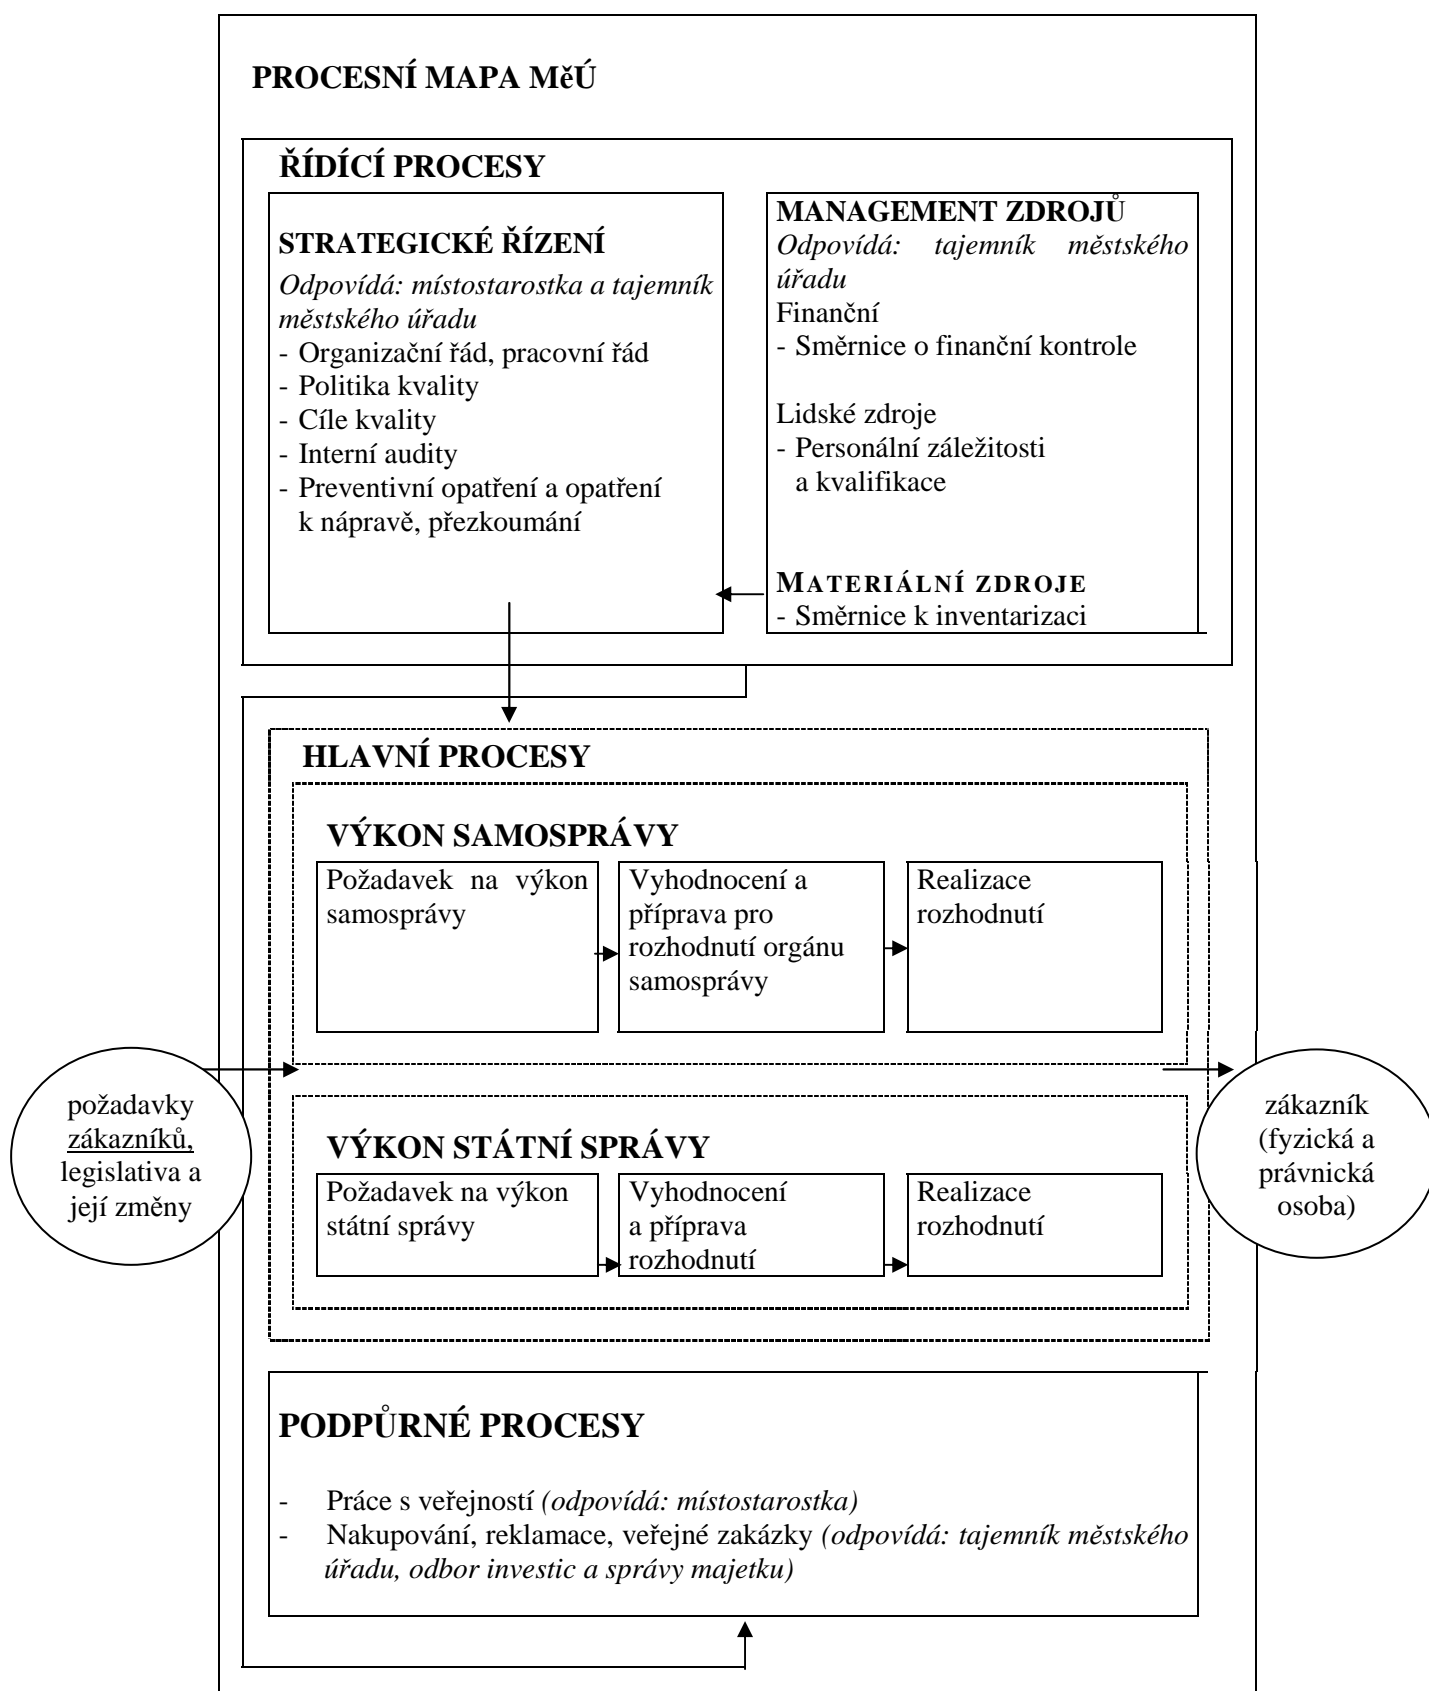 PROCESNÍ MAPA MěÚ
ŘÍDÍCÍ PROCESY
STRATEGICKÉ ŘÍZENÍ
Odpovídá: místostarostka a tajemník
městského úřadu
- Organizační řád, pracovní řád
- Politika kvality
- Cíle kvality
- Interní audity
- Preventivní opatření a opatření
k nápravě, přezkoumání
MANAGEMENT ZDROJŮ
Odpovídá: tajemník městského
úřadu
Finanční
- Směrnice o finanční kontrole
Lidské zdroje
- Personální záležitosti
a kvalifikace
MATERIÁLNÍ ZDROJE
- Směrnice k inventarizaci
HLAVNÍ PROCESY
VÝKON SAMOSPRÁVY
Požadavek na výkon
samosprávy
Vyhodnocení a
příprava pro
rozhodnutí orgánu
samosprávy
Realizace
rozhodnutí
požadavky
zákazníků,
legislativa a
její změny
VÝKON STÁTNÍ SPRÁVY
Požadavek na výkon
státní správy
Vyhodnocení
a příprava
rozhodnutí
Realizace
rozhodnutí
zákazník
(fyzická a
právnická
osoba)
PODPŮRNÉ PROCESY
- Práce s veřejností (odpovídá: místostarostka)
- Nakupování, reklamace, veřejné zakázky (odpovídá: tajemník městského
úřadu, odbor investic a správy majetku)